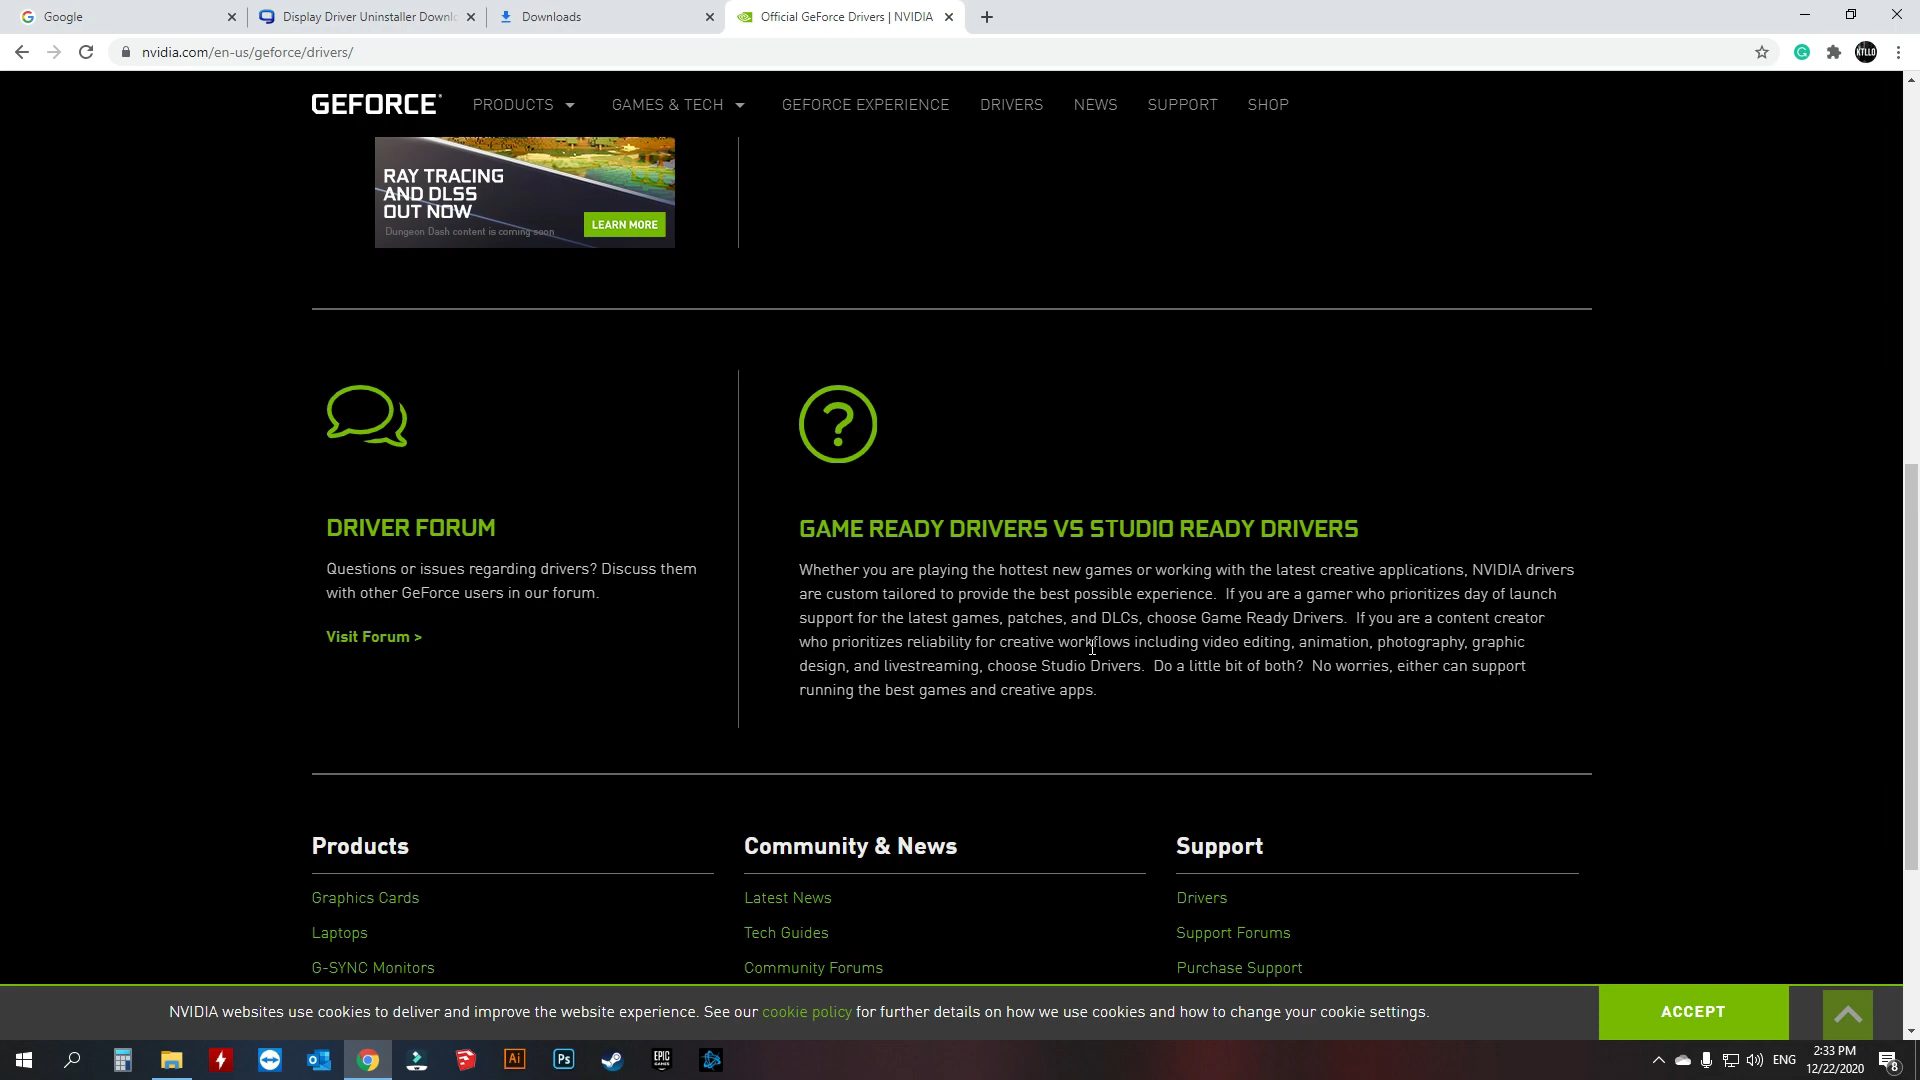 Google
Display Driver Uninstaller Downl
Downloads
Official GeForce Drivers | NVIDIA
nvidia.com/en-us/geforce/drivers/
KYLLO
GEFORCE
PRODUCTS
GAMES & TECH
GEFORCE EXPERIENCE
DRIVERS
NEWS
SUPPORT
SHOP
RAY TRACING
AND DLSS
OUT NOW
LEARN MORE
Dungeon Dash content is coming soon
?
DRIVER FORUM
Questions or issues regarding drivers? Discuss them
with other GeForce users in our forum.
Visit Forum >
GAME READY DRIVERS VS STUDIO READY DRIVERS
Whether you are playing the hottest new games or working with the latest creative applications, NVIDIA drivers
are custom tailored to provide the best possible experience.  If you are a gamer who prioritizes day of launch
support for the latest games, patches, and DLCs, choose Game Ready Drivers.  If you are a content creator
who prioritizes reliability for creative workflows including video editing, animation, photography, graphic
design, and livestreaming, choose Studio Drivers.  Do a little bit of both?  No worries, either can support
running the best games and creative apps.
Products
Graphics Cards
Laptops
G-SYNC Monitors
Community & News
Latest News
Tech Guides
Community Forums
Support
Drivers
Support Forums
Purchase Support
NVIDIA websites use cookies to deliver and improve the website experience. See our cookie policy for further details on how we use cookies and how to change your cookie settings.
ACCEPT
Ai
Ps
EPIC
GAMES
ENG
2:33 PM
12/22/2020
8